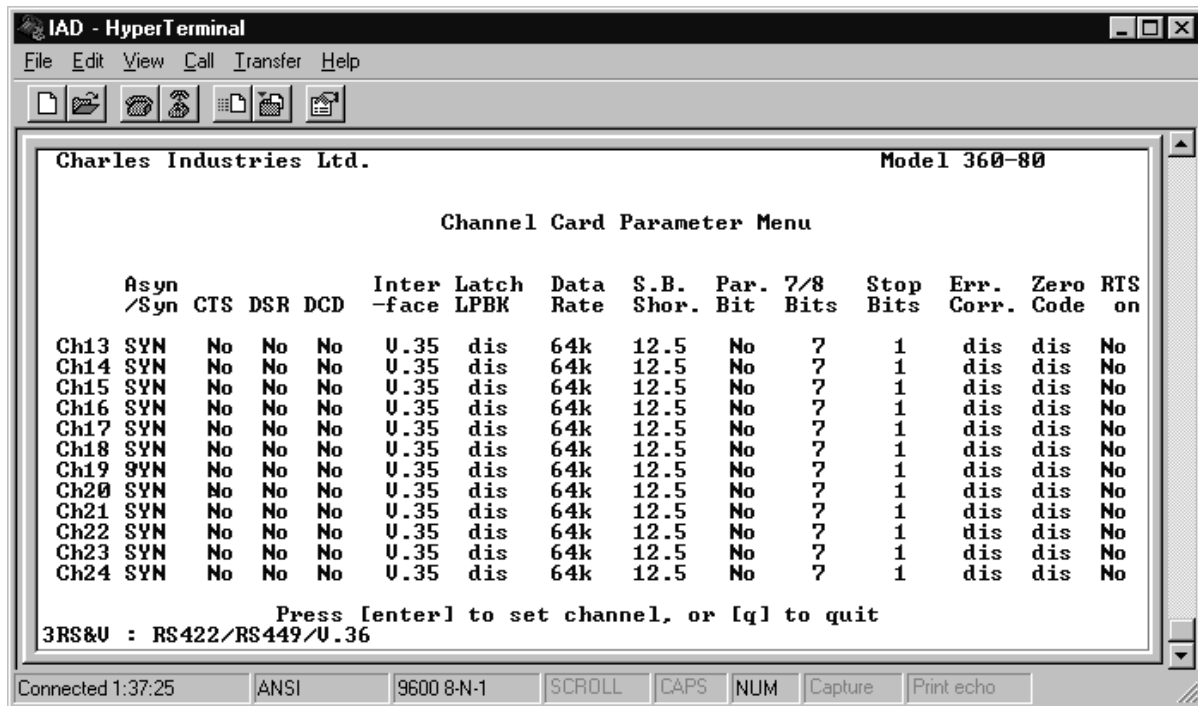 IAD - HyperTerminal
File Edit View Call Transfer Help
Charles Industries Ltd. Model 360-80
Channel Card Parameter Menu
Asyn Inter Latch Data S.B. Par. 7/8 Stop Err. Zero RTS
/Syn CTS DSR DCD -face LPBK Rate Shor. Bit Bits Bits Corr. Code on
Ch13 SYN No No No V.35 dis 64k 12.5 No 7 1 dis dis No
Ch14 SYN No No No V.35 dis 64k 12.5 No 7 1 dis dis No
Ch15 SYN No No No V.35 dis 64k 12.5 No 7 1 dis dis No
Ch16 SYN No No No V.35 dis 64k 12.5 No 7 1 dis dis No
Ch17 SYN No No No V.35 dis 64k 12.5 No 7 1 dis dis No
Ch18 SYN No No No V.35 dis 64k 12.5 No 7 1 dis dis No
Ch19 SYN No No No V.35 dis 64k 12.5 No 7 1 dis dis No
Ch20 SYN No No No V.35 dis 64k 12.5 No 7 1 dis dis No
Ch21 SYN No No No V.35 dis 64k 12.5 No 7 1 dis dis No
Ch22 SYN No No No V.35 dis 64k 12.5 No 7 1 dis dis No
Ch23 SYN No No No V.35 dis 64k 12.5 No 7 1 dis dis No
Ch24 SYN No No No V.35 dis 64k 12.5 No 7 1 dis dis No
Press [enter] to set channel, or [q] to quit
3RS&V : RS422/RS449/V.36
Connected 1:37:25 ANSI 9600 8-N-1 SCROLL CAPS NUM Capture Print echo